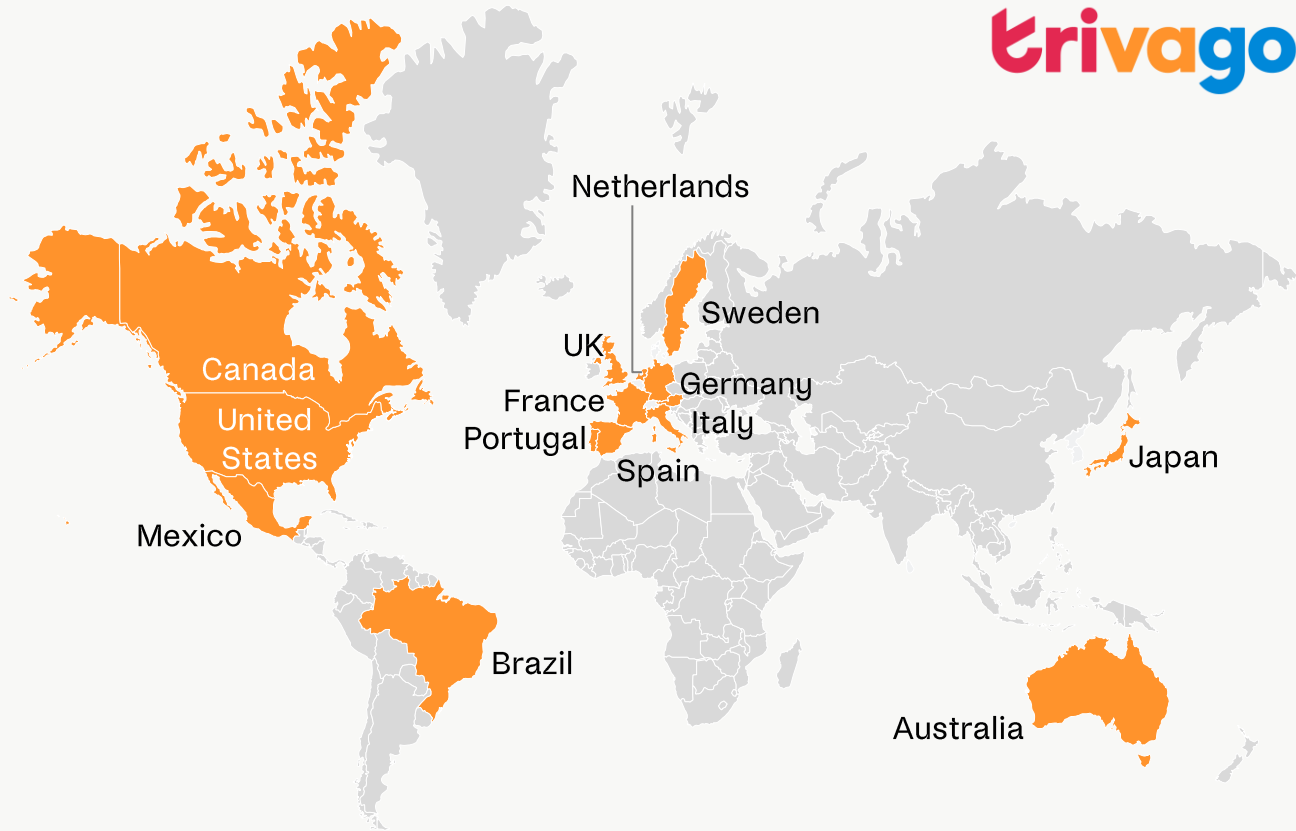 trivago
Netherlands
Sweden
UK
Canada
Germany
France
United
States
Italy
Portugal
Spain
Japan
Mexico
Brazil
Australia